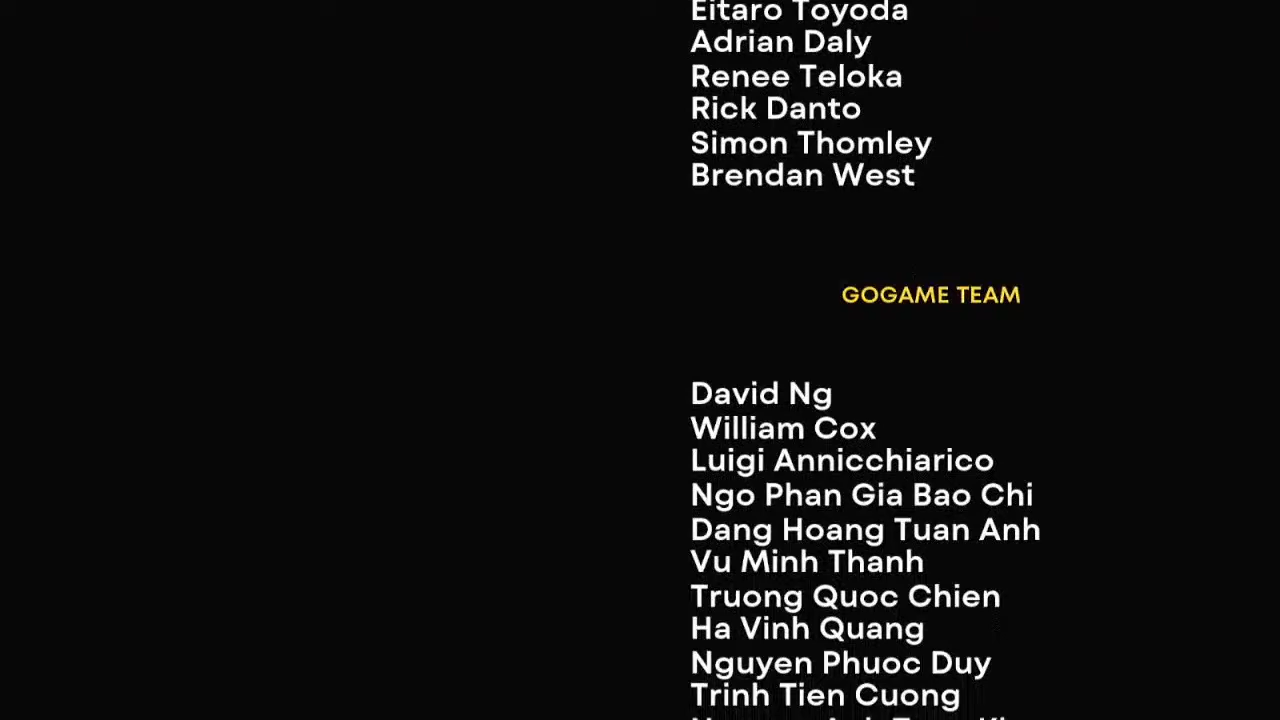 Eitaro Toyoda
Adrian Daly
Renee Teloka
Rick Danto
Simon Thomley
Brendan West
GOGAME TEAM
David Ng
William Cox
Luigi Annicchiarico
Ngo Phan Gia Bao Chi
Dang Hoang Tuan Anh
Vu Minh Thanh
Truong Quoc Chien
Ha Vinh Quang
Nguyen Phuoc Duy
Trinh Tien Cuong